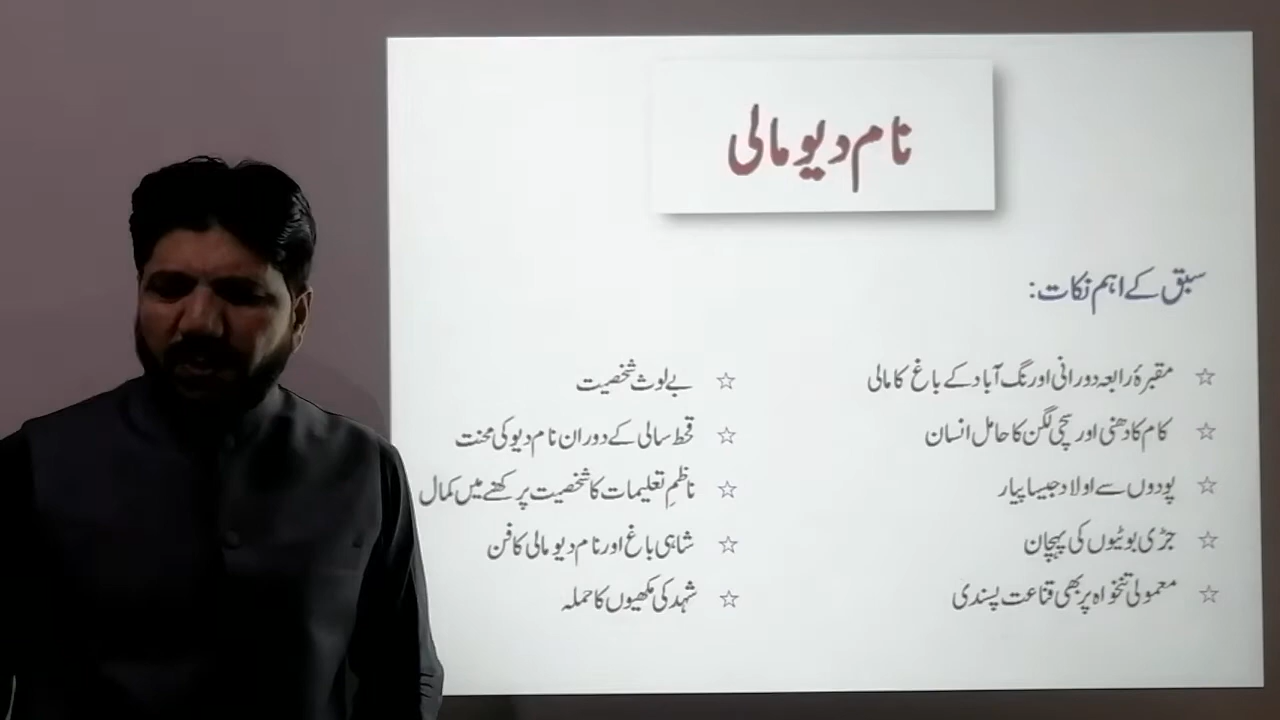 نام دیو مالی
سبق کے اہم نکات:
☆ مقبرۂ رابعہ دورانی اورنگ آباد کے باغ کا مالی
☆ کام کا دھنی اور سچی لگن کا حامل انسان
☆ پودوں سے اولاد جیسا پیار
☆ جڑی بوٹیوں کی پہچان
☆ معمولی تنخواہ پر بھی قناعت پسندی
☆ بے لوث شخصیت
☆ قحط سالی کے دوران نام دیو کی محنت
☆ ناظمِ تعلیمات کا شخصیت پرکھنے میں کمال
☆ شاہی باغ اور نام دیو مالی کا فن
☆ شہد کی مکھیوں کا حملہ